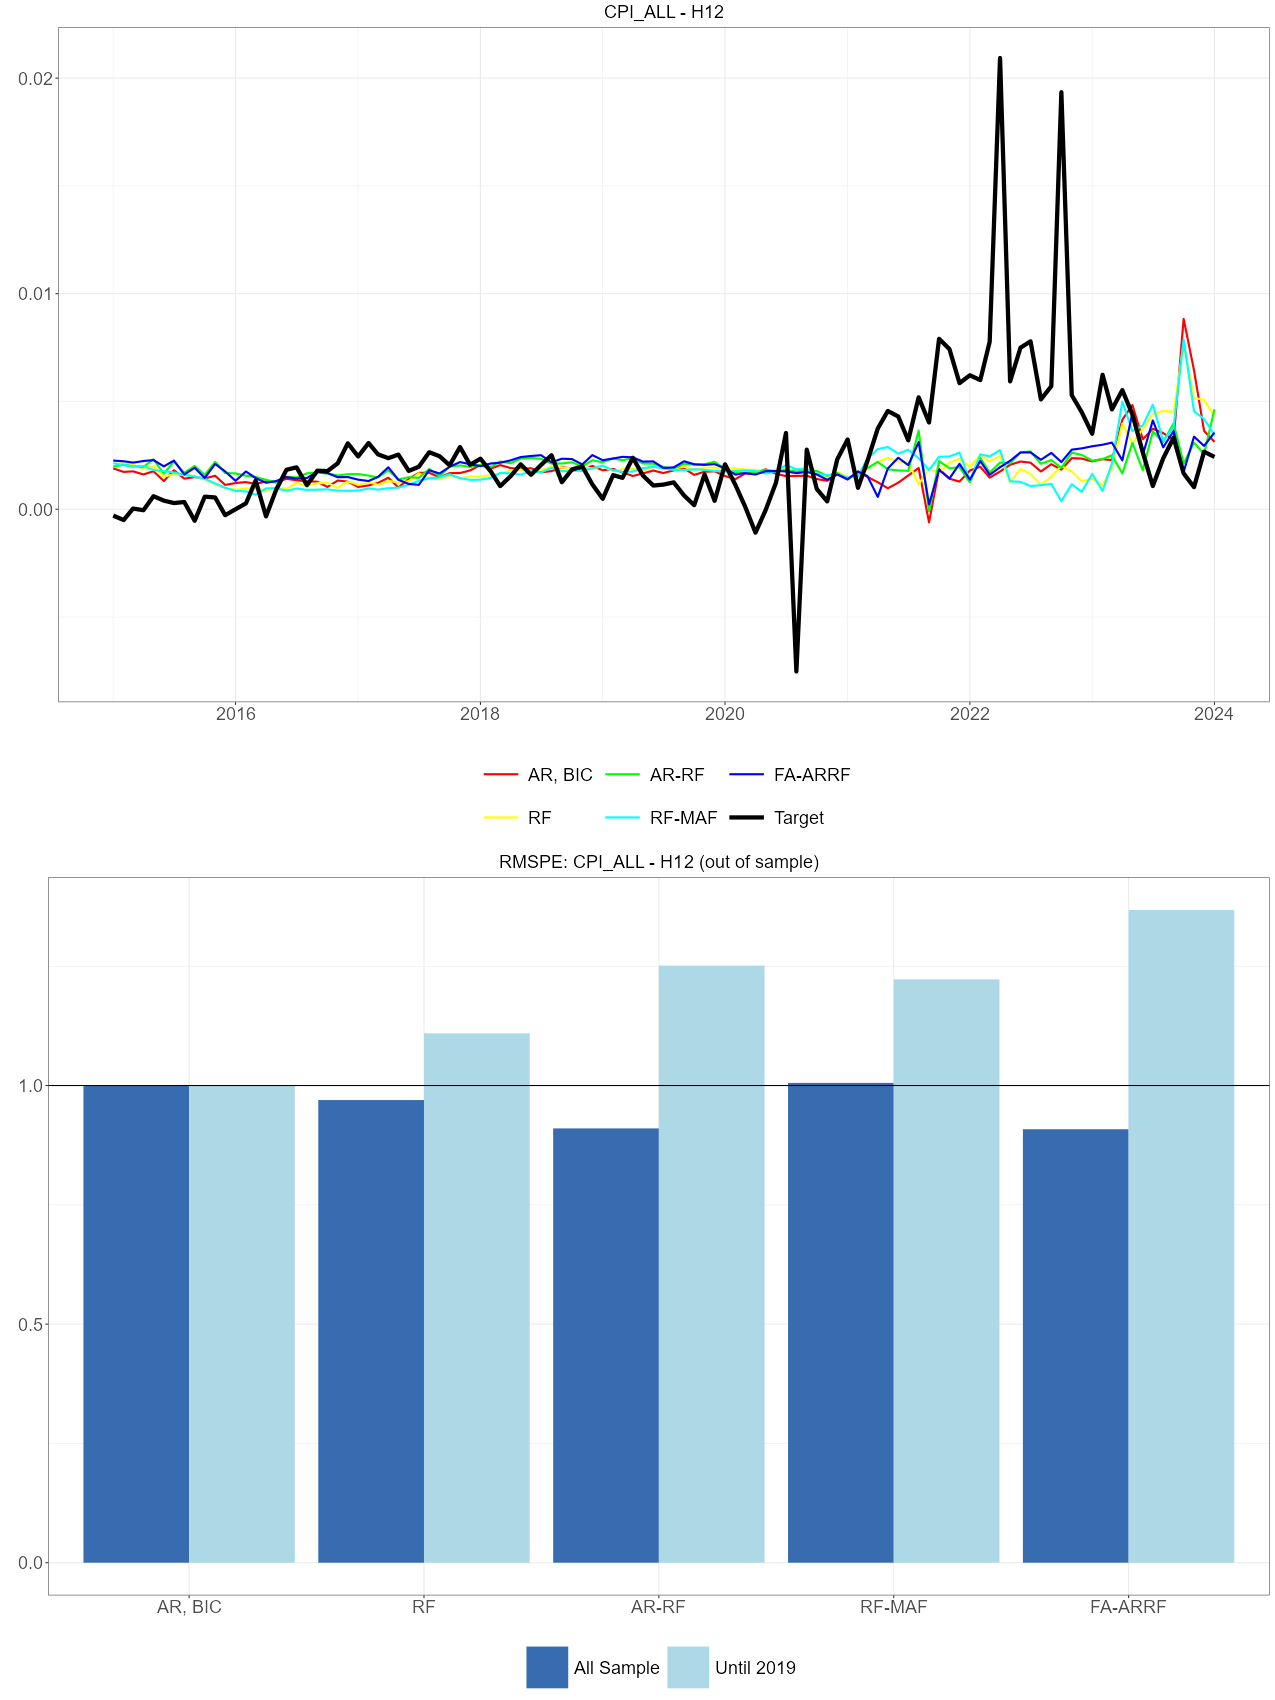 CPI_ALL - H12
0.02
0.01
0.00
2016 2018 2020 2022 2024
AR, BIC AR-RF FA-ARRF
RF RF-MAF Target
RMSPE: CPI_ALL - H12 (out of sample)
1.0
0.5
0.0
AR, BIC RF AR-RF RF-MAF FA-ARRF
All Sample Until 2019